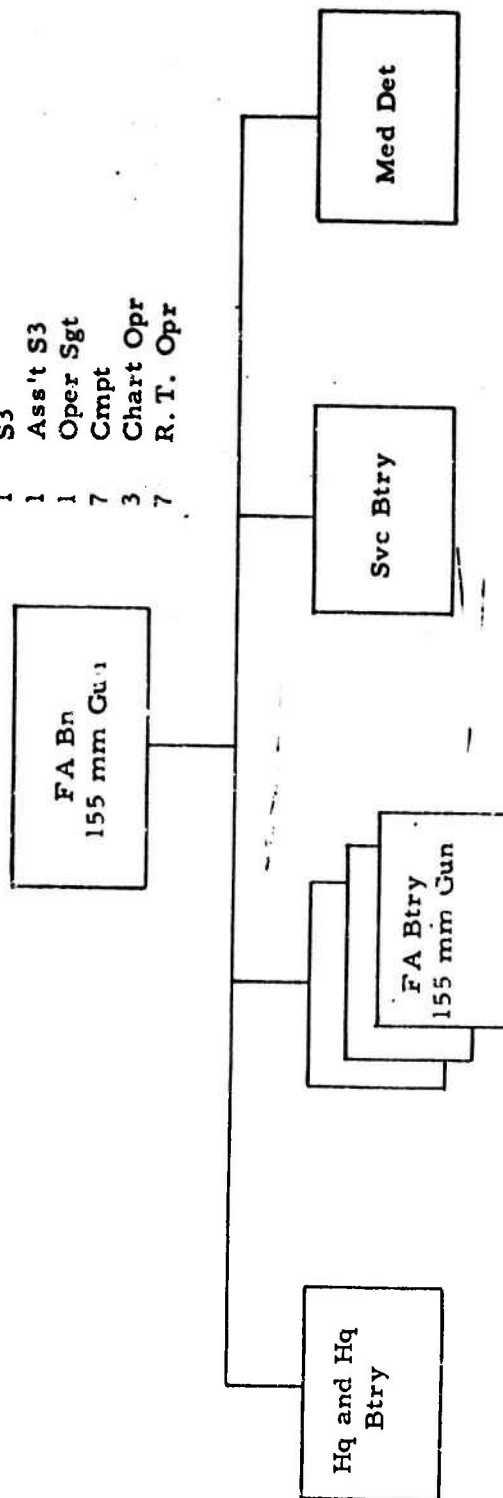 1 S3
1 Ass't S3
1 Oper Sgt
7 Cmpt
3 Chart Opr
7 R. T. Opr
FA Bn
155 mm Gun
Hq and Hq
Btry
FA Btry
155 mm Gun
Svc Btry
Med Det